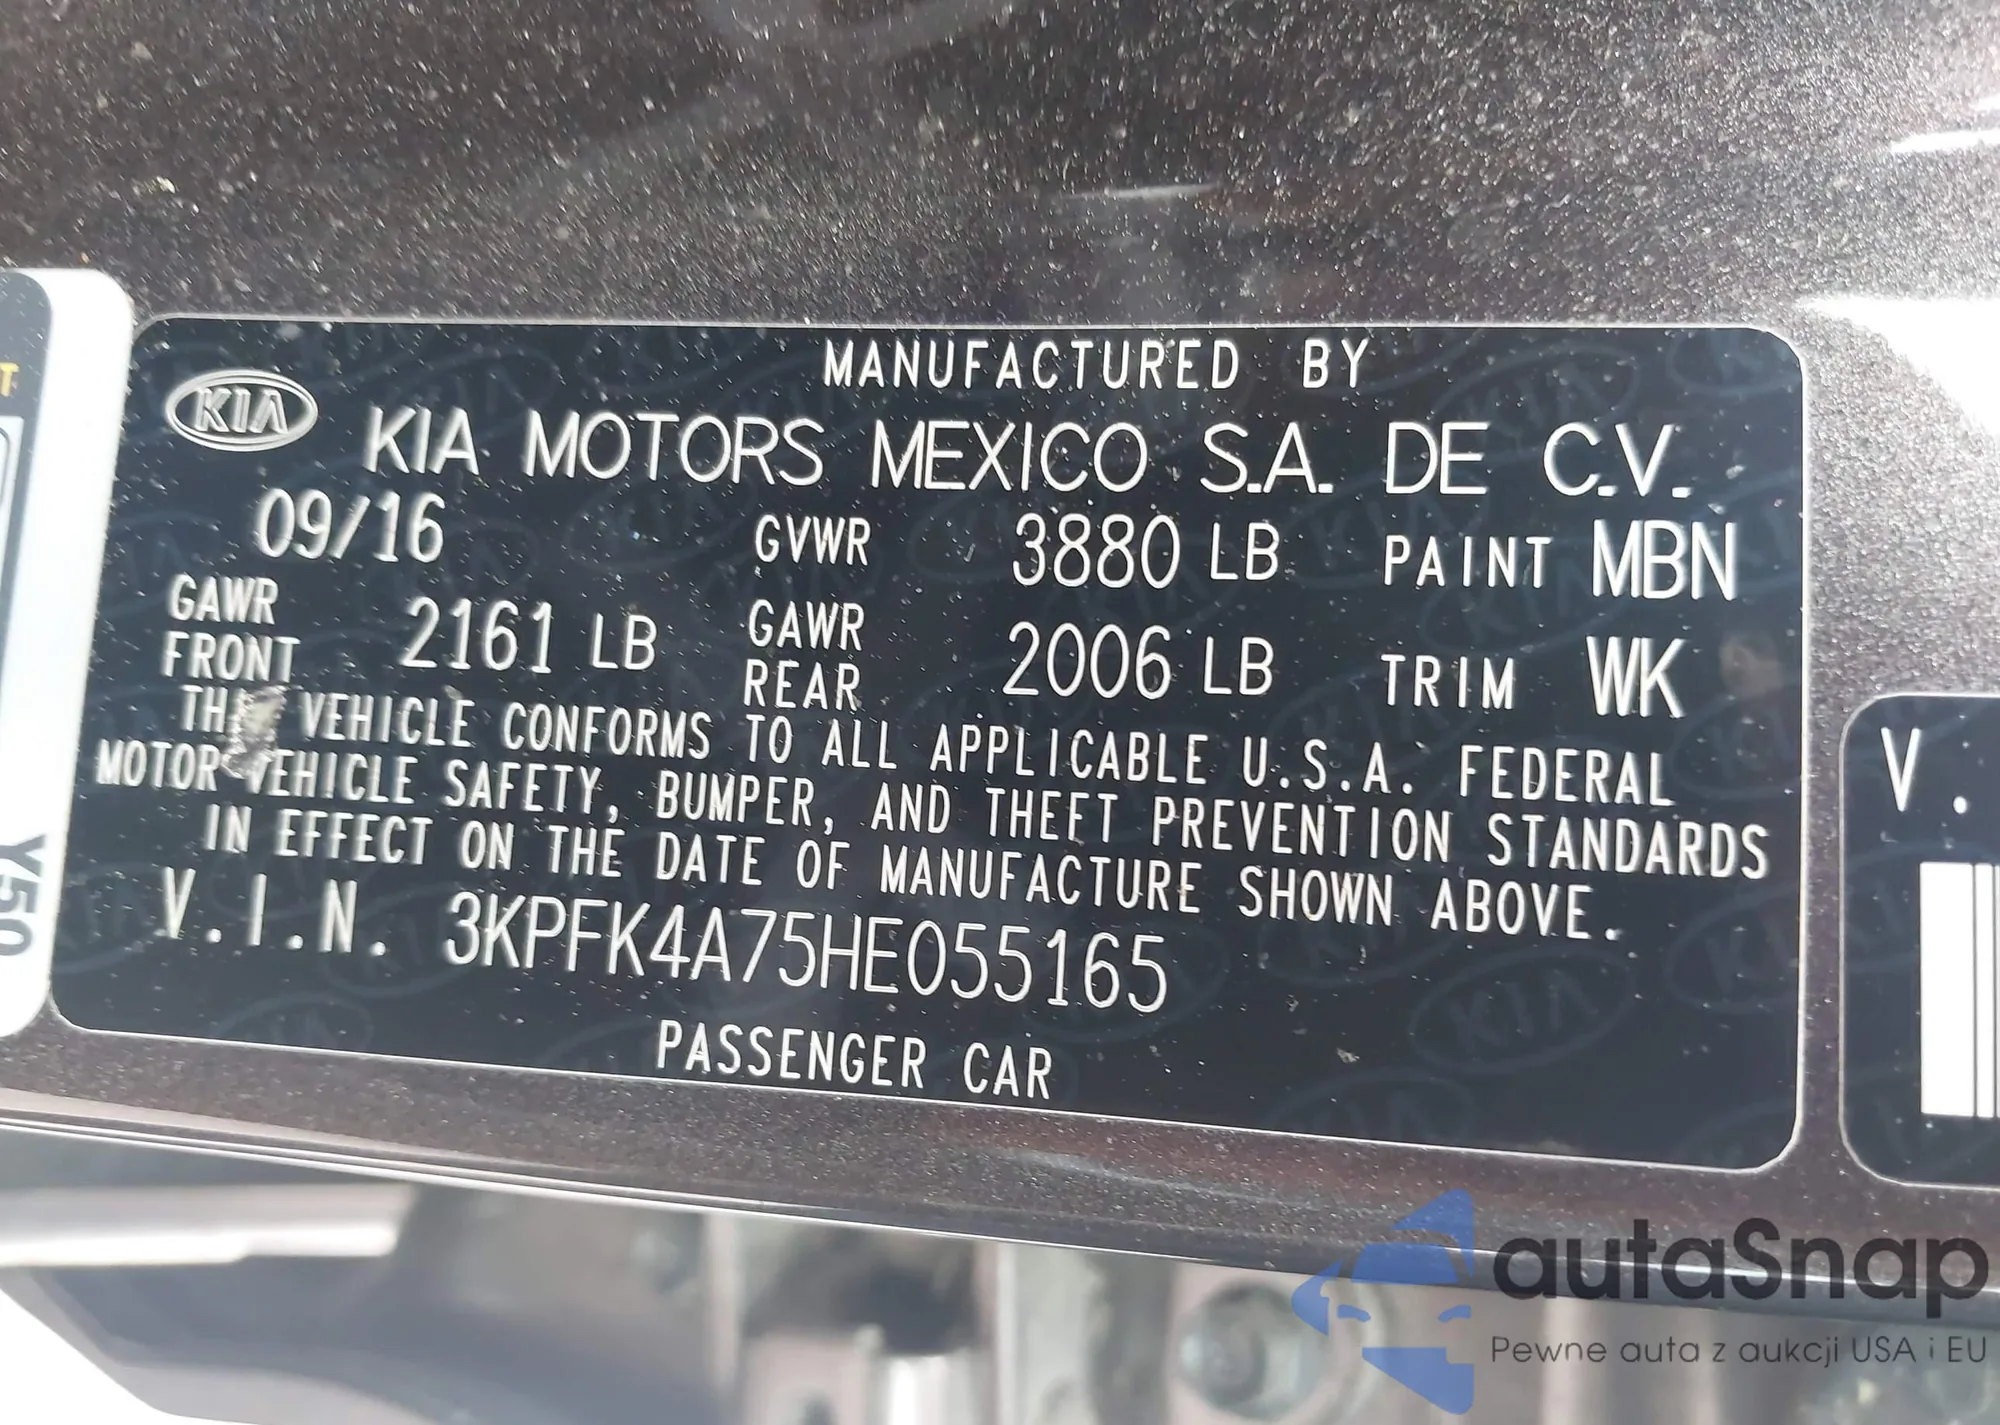 MANUFACTURED BY
KIA
KIA MOTORS MEXICO S.A. DE C.V.
09/16 GVWR 3880 LB PAINT MBN
GAWR FRONT 2161 LB GAWR REAR 2006 LB TRIM WK
VEHICLE CONFORMS TO ALL APPLICABLE U.S.A. FEDERAL
MOTOR VEHICLE SAFETY, BUMPER, AND THEFT PREVENTION STANDARDS
IN EFFECT ON THE DATE OF MANUFACTURE SHOWN ABOVE.
V.I.N. 3KPFK4A75HE055165
PASSENGER CAR
V.
Y50
T
autaSnap
Pewne auta z aukcji USA i EU